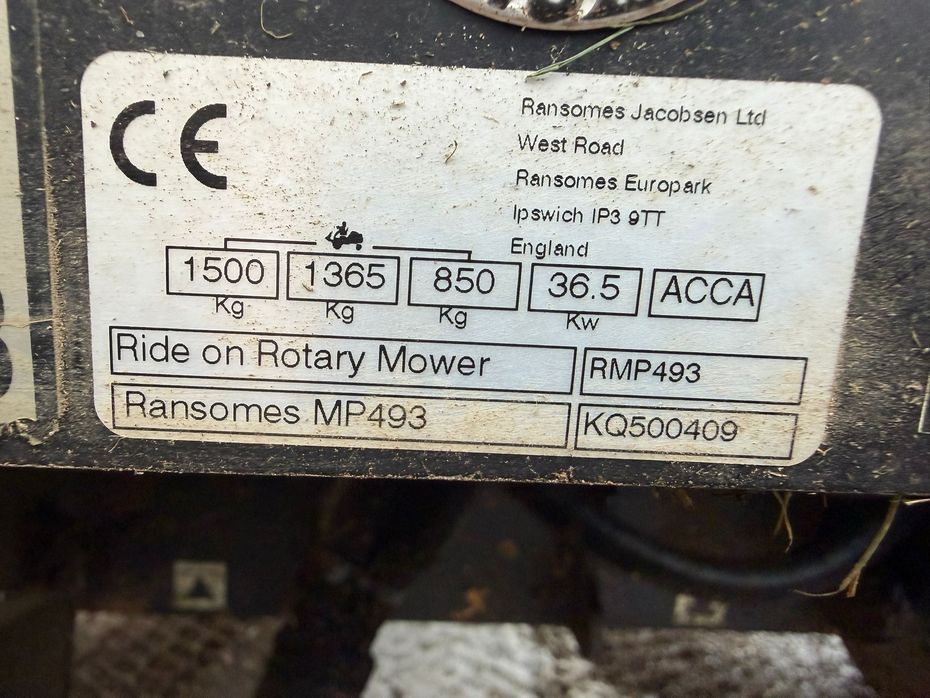 CE
Ransomes Jacobsen Ltd
West Road
Ransomes Europark
Ipswich IP3 9TT
England
1500 1365 850 36.5 ACCA
Kg Kg Kg Kw
Ride on Rotary Mower RMP493
Ransomes MP493 KQ500409